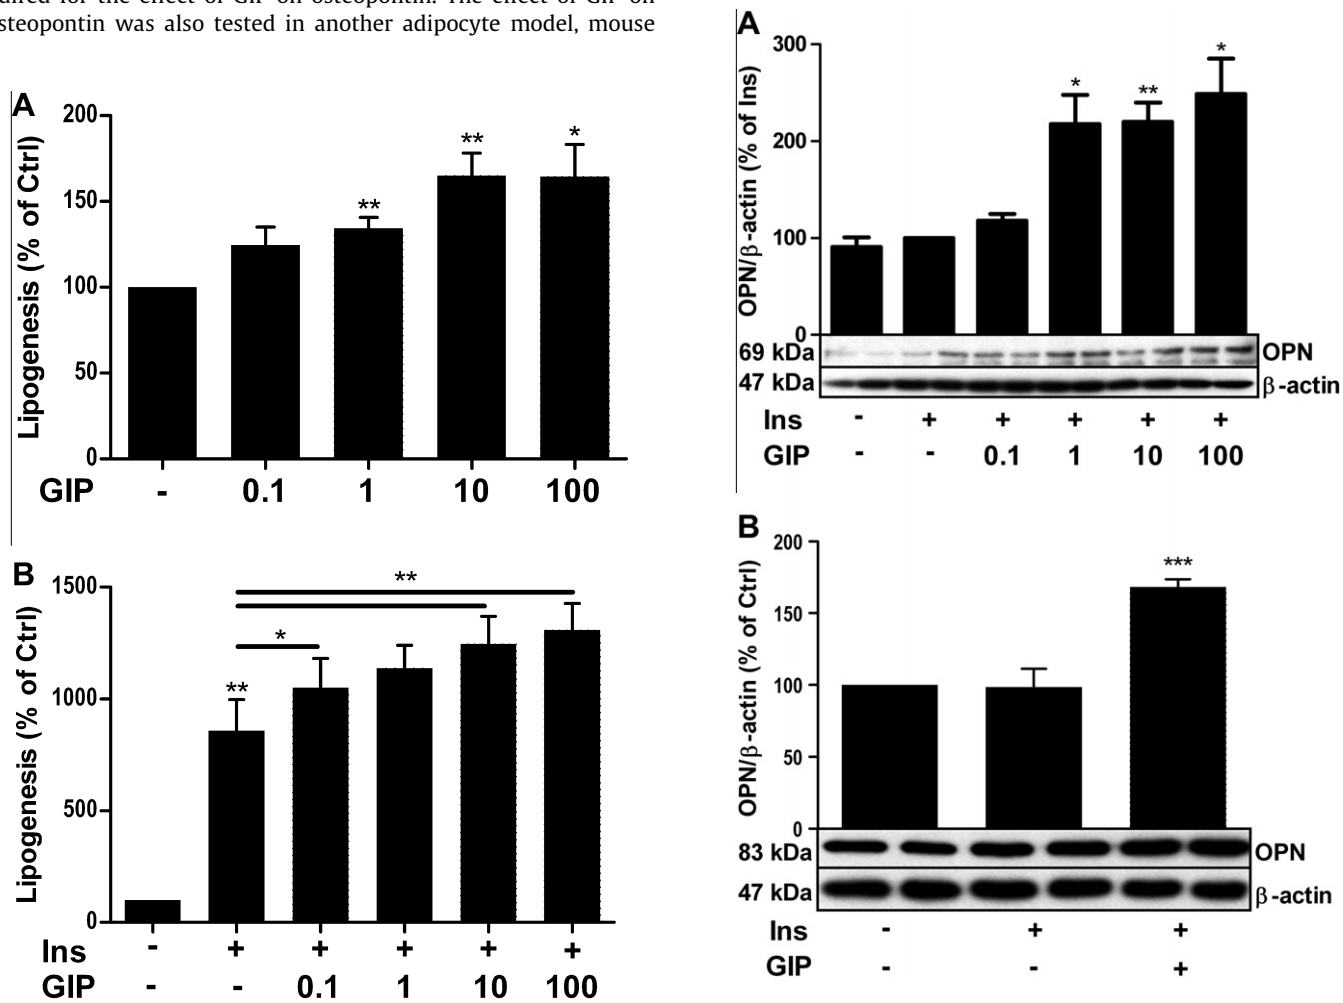 steopontin was also tested in another adipocyte model, mouse
A
Lipogenesis (% of Ctrl)
200
150
100
50
0
**
**
*
GIP - 0.1 1 10 100
B
Lipogenesis (% of Ctrl)
1500
1000
500
0
**
*
**
Ins - + + + + +
GIP - - 0.1 1 10 100
A
OPN/β-actin (% of Ins)
300
200
100
0
*
**
*
69 kDa OPN
47 kDa β-actin
Ins - + + + + +
GIP - - 0.1 1 10 100
B
OPN/β-actin (% of Ctrl)
200
150
100
50
0
***
83 kDa OPN
47 kDa β-actin
Ins - + +
GIP - - +